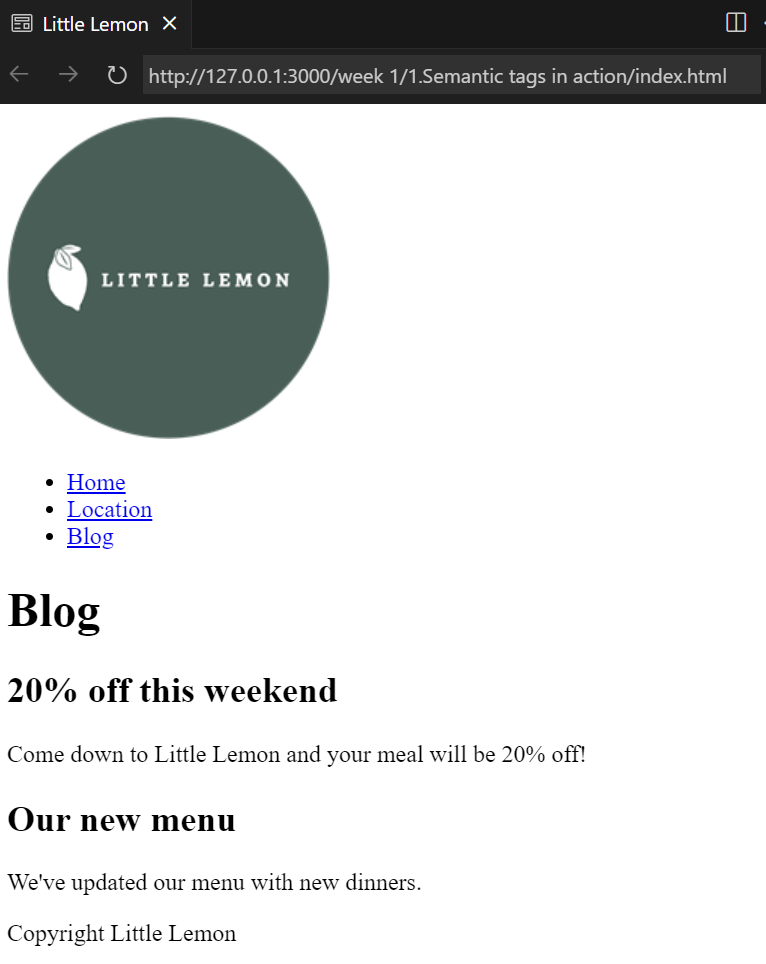 Little Lemon
http://127.0.0.1:3000/week 1/1.Semantic tags in action/index.html
LITTLE LEMON
Home
Location
Blog
Blog
20% off this weekend
Come down to Little Lemon and your meal will be 20% off!
Our new menu
We've updated our menu with new dinners.
Copyright Little Lemon